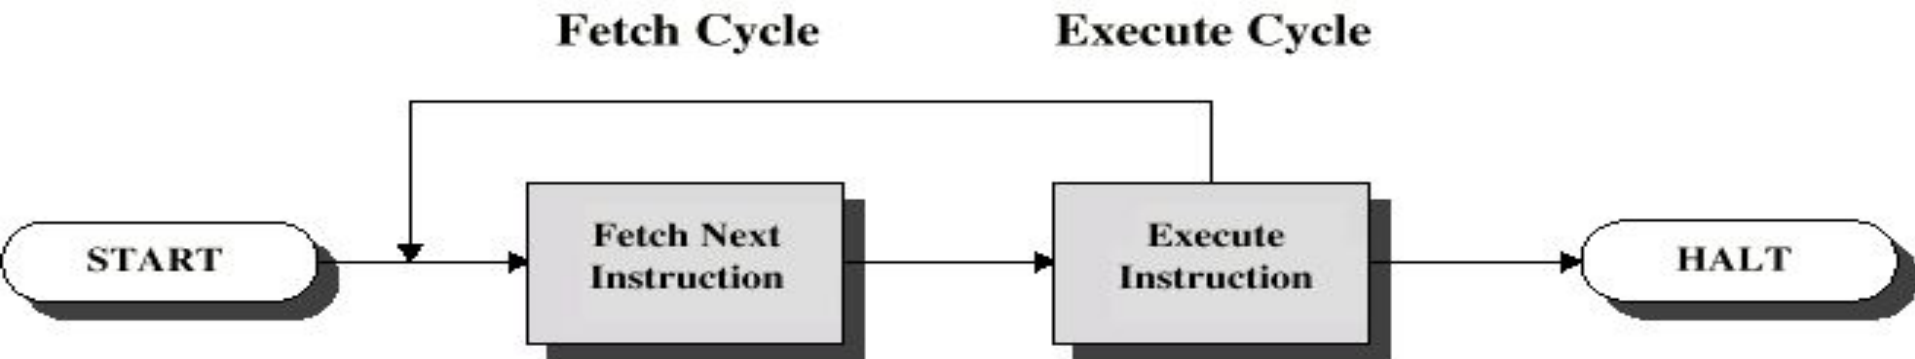 Fetch Cycle
Execute Cycle
START
Fetch Next
Instruction
Execute
Instruction
HALT